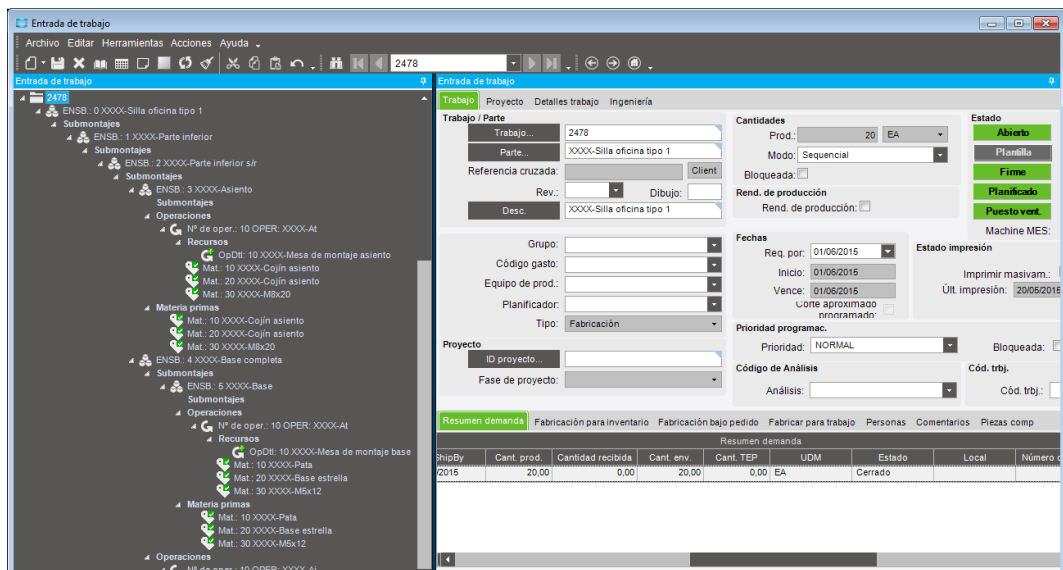 Entrada de trabajo
Archivo Editar Herramientas Acciones Ayuda
2478
Entrada de trabajo
2478
ENSB.: 0 XXXX-Silla oficina tipo 1
Submontajes
ENSB.: 1 XXXX-Parte inferior
Submontajes
ENSB.: 2 XXXX-Parte inferior s/r
Submontajes
ENSB.: 3 XXXX-Asiento
Submontajes
Operaciones
Nº de oper.: 10 OPER: XXXX-At
Recursos
OpDtl: 10 XXXX-Mesa de montaje asiento
Mat.: 10 XXXX-Cojín asiento
Mat.: 20 XXXX-Cojín asiento
Mat.: 30 XXXX-M8x20
Materia primas
Mat.: 10 XXXX-Cojín asiento
Mat.: 20 XXXX-Cojín asiento
Mat.: 30 XXXX-M8x20
ENSB.: 4 XXXX-Base completa
Submontajes
ENSB.: 5 XXXX-Base
Submontajes
Operaciones
Nº de oper.: 10 OPER: XXXX-At
Recursos
OpDtl: 10 XXXX-Mesa de montaje base
Mat.: 10 XXXX-Pata
Mat.: 20 XXXX-Base estrella
Mat.: 30 XXXX-M5x12
Materia primas
Mat.: 10 XXXX-Pata
Mat.: 20 XXXX-Base estrella
Mat.: 30 XXXX-M5x12
Operaciones
Entrada de trabajo
Trabajo Proyecto Detalles trabajo Ingeniería
Trabajo / Parte
Trabajo... 2478
Parte... XXXX-Silla oficina tipo 1
Referencia cruzada: Client
Rev.: Dibujo:
Desc. XXXX-Silla oficina tipo 1
Grupo:
Código gasto:
Equipo de prod.:
Planificador:
Tipo: Fabricación
Proyecto
ID proyecto...
Fase de proyecto:
Cantidades
Prod.: 20 EA
Modo: Sequencial
Bloqueada:
Rend. de producción
Rend. de producción:
Fechas
Req. por: 01/06/2015
Inicio: 01/06/2015
Vence: 01/06/2015
Corte aproximado
programado:
Prioridad programac.
Prioridad: NORMAL Bloqueada:
Código de Análisis
Análisis:
Cód. trbj.
Cód. trbj.:
Estado
Abierto
Plantilla
Firme
Planificado
Puesto vent.
Machine MES:
Estado impresión
Imprimir masivam.:
Últ. impresión: 20/05/2015
Resumen demanda Fabricación para inventario Fabricación bajo pedido Fabricar para trabajo Personas Comentarios Piezas comp
Resumen demanda
ShipBy Cant. prod. Cantidad recibida Cant. env. Cant. TEP UDM Estado Local Número
/2015 20,00 0,00 20,00 0,00 EA Cerrado